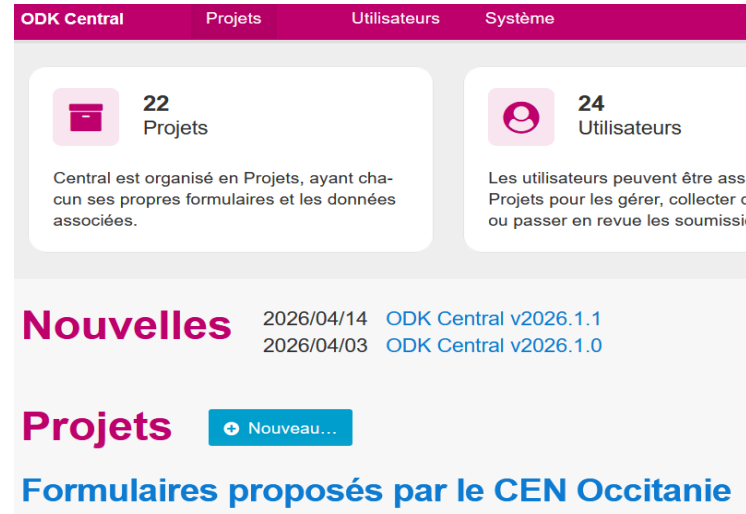 ODK Central Projets Utilisateurs Système
22
Projets
Central est organisé en Projets, ayant cha-
cun ses propres formulaires et les données
associées.
24
Utilisateurs
Les utilisateurs peuvent être
Projets pour les gérer, collecter
ou passer en revue les
Nouvelles
2026/04/14 ODK Central v2026.1.1
2026/04/03 ODK Central v2026.1.0
Projets
Nouveau...
Formulaires proposés par le CEN Occitanie